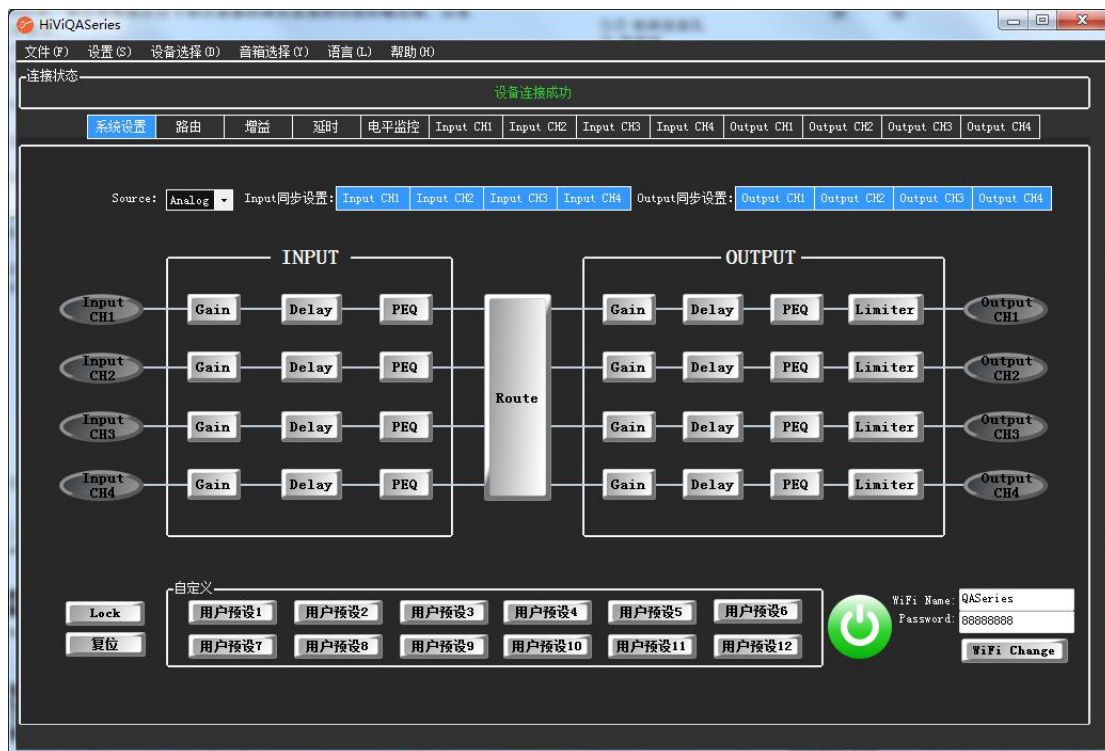 HiViQASeries
文件(F) 设置(S) 设备选择(D) 音箱选择(Y) 语言(L) 帮助(H)
连接状态
设备连接成功
系统设置 路由 增益 延时 电平监控 Input CH1 Input CH2 Input CH3 Input CH4 Output CH1 Output CH2 Output CH3 Output CH4
Source: Analog Input同步设置: Input CH1 Input CH2 Input CH3 Input CH4 Output同步设置: Output CH1 Output CH2 Output CH3 Output CH4
INPUT OUTPUT
Input CH1 Gain Delay PEQ Gain Delay PEQ Limiter Output CH1
Input CH2 Gain Delay PEQ Gain Delay PEQ Limiter Output CH2
Route
Input CH3 Gain Delay PEQ Gain Delay PEQ Limiter Output CH3
Input CH4 Gain Delay PEQ Gain Delay PEQ Limiter Output CH4
自定义
Lock 用户预设1 用户预设2 用户预设3 用户预设4 用户预设5 用户预设6
复位 用户预设7 用户预设8 用户预设9 用户预设10 用户预设11 用户预设12
WiFi Name: QASeries
Password: 88888888
WiFi Change